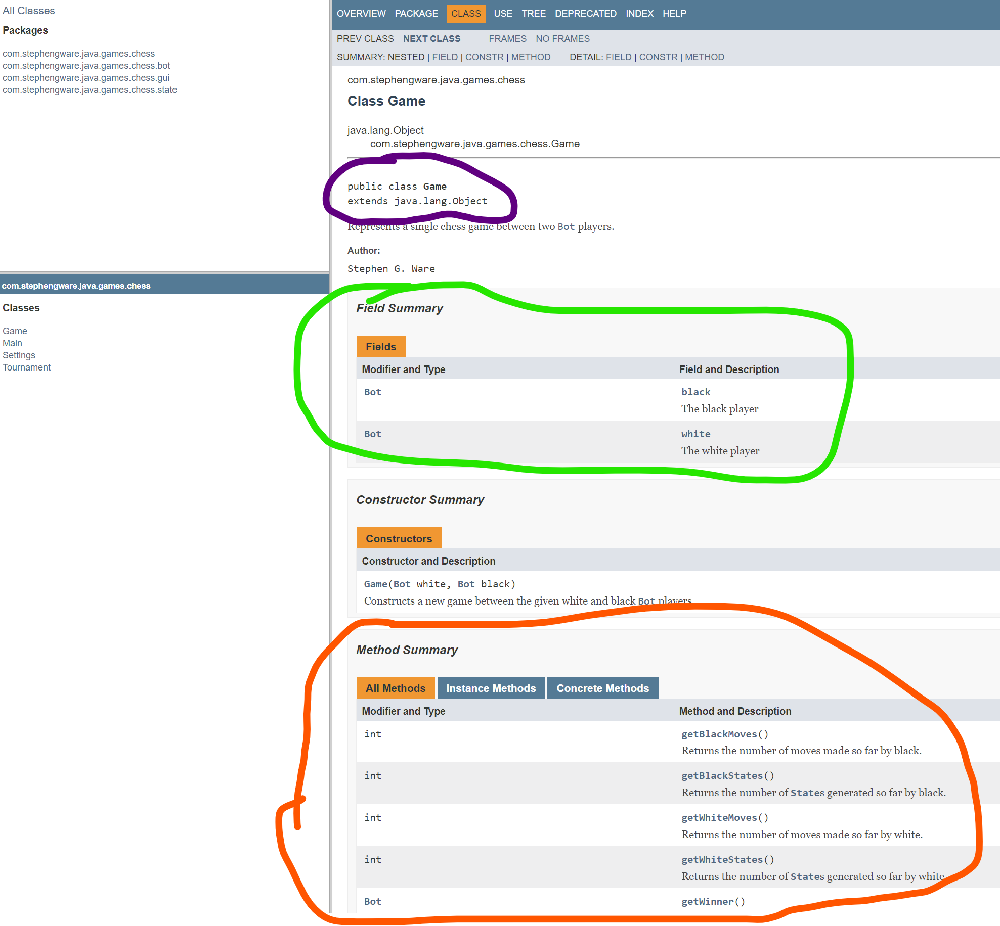 All Classes
Packages
com.stephengware.java.games.chess
com.stephengware.java.games.chess.bot
com.stephengware.java.games.chess.gui
com.stephengware.java.games.chess.state
com.stephengware.java.games.chess
Classes
Game
Main
Settings
Tournament
OVERVIEW PACKAGE CLASS USE TREE DEPRECATED INDEX HELP
PREV CLASS NEXT CLASS FRAMES NO FRAMES
SUMMARY: NESTED | FIELD | CONSTR | METHOD DETAIL: FIELD | CONSTR | METHOD
com.stephengware.java.games.chess
Class Game
java.lang.Object
com.stephengware.java.games.chess.Game
public class Game
extends java.lang.Object
Represents a single chess game between two Bot players.
Author:
Stephen G. Ware
Field Summary
Fields
Modifier and Type Field and Description
Bot black
The black player
Bot white
The white player
Constructor Summary
Constructors
Constructor and Description
Game(Bot white, Bot black)
Constructs a new game between the given white and black Bot players
Method Summary
All Methods Instance Methods Concrete Methods
Modifier and Type Method and Description
int getBlackMoves()
Returns the number of moves made so far by black.
int getBlackStates()
Returns the number of States generated so far by black.
int getWhiteMoves()
Returns the number of moves made so far by white.
int getWhiteStates()
Returns the number of States generated so far by white
Bot getWinner()